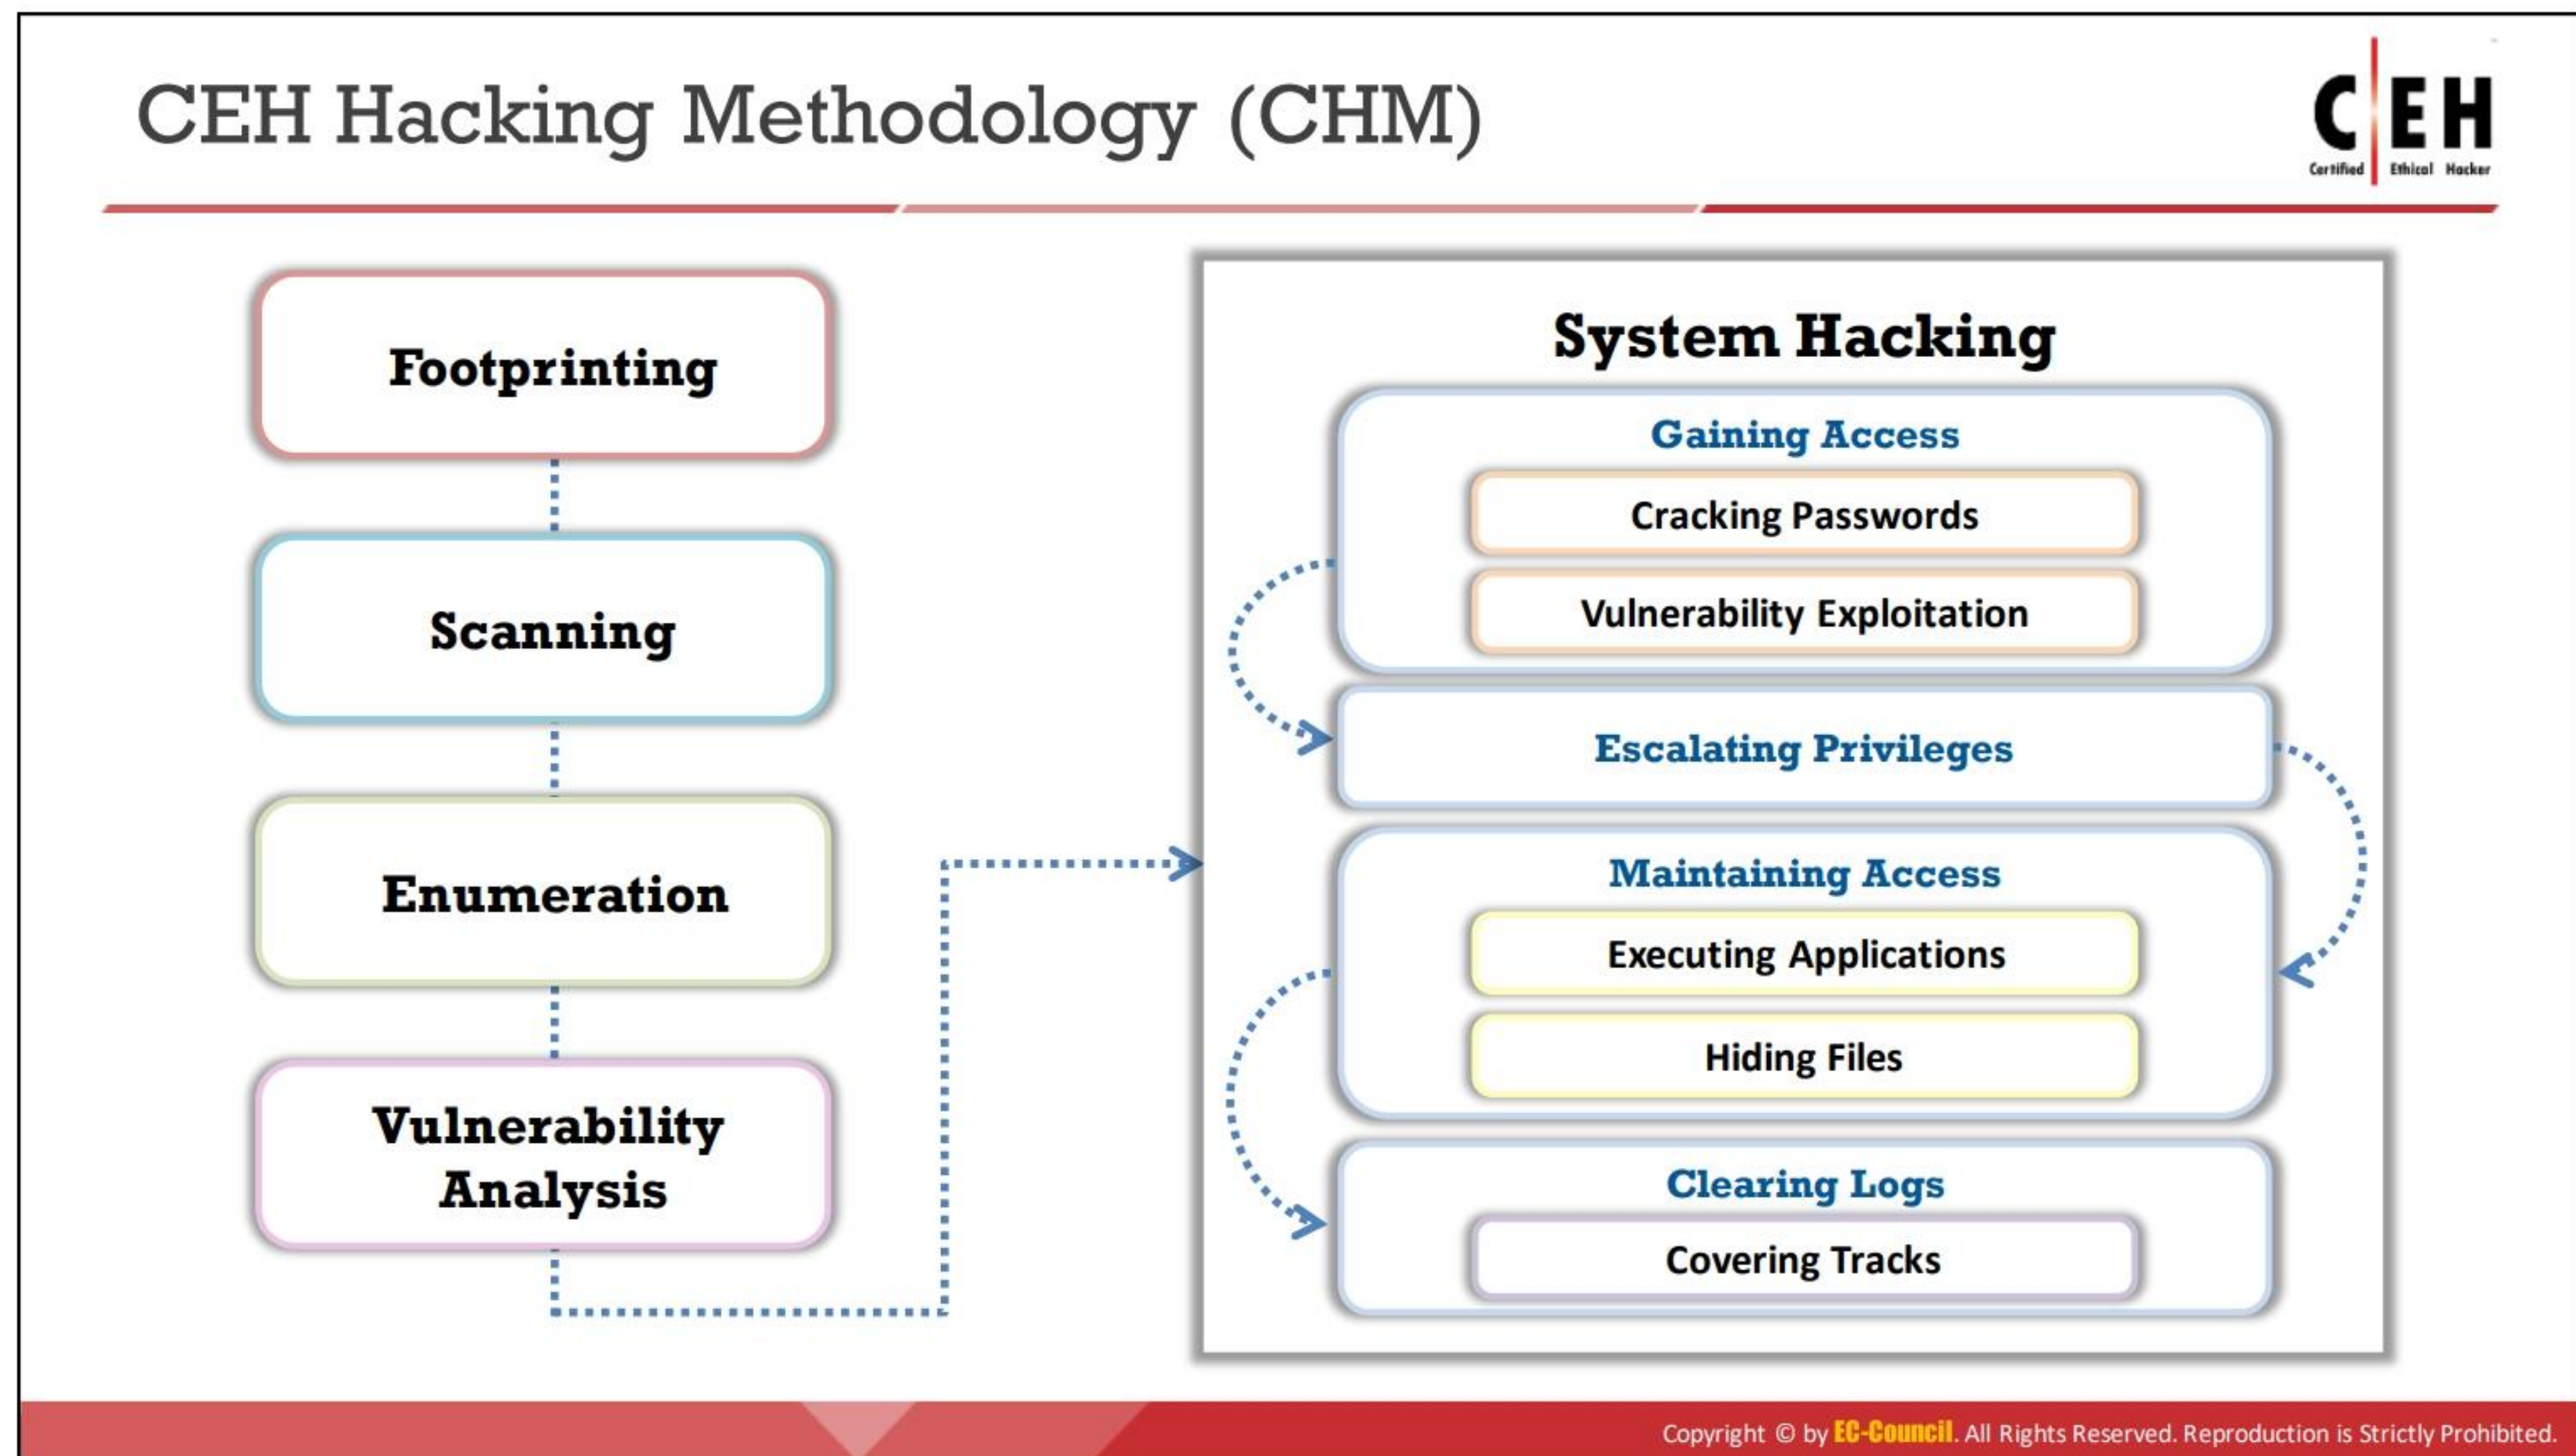 CEH Hacking Methodology (CHM)
C EH
Certified Ethical Hacker
Footprinting
Scanning
Enumeration
Vulnerability
Analysis
System Hacking
Gaining Access
Cracking Passwords
Vulnerability Exploitation
Escalating Privileges
Maintaining Access
Executing Applications
Hiding Files
Clearing Logs
Covering Tracks
Copyright © by EC-Council. All Rights Reserved. Reproduction is Strictly Prohibited.